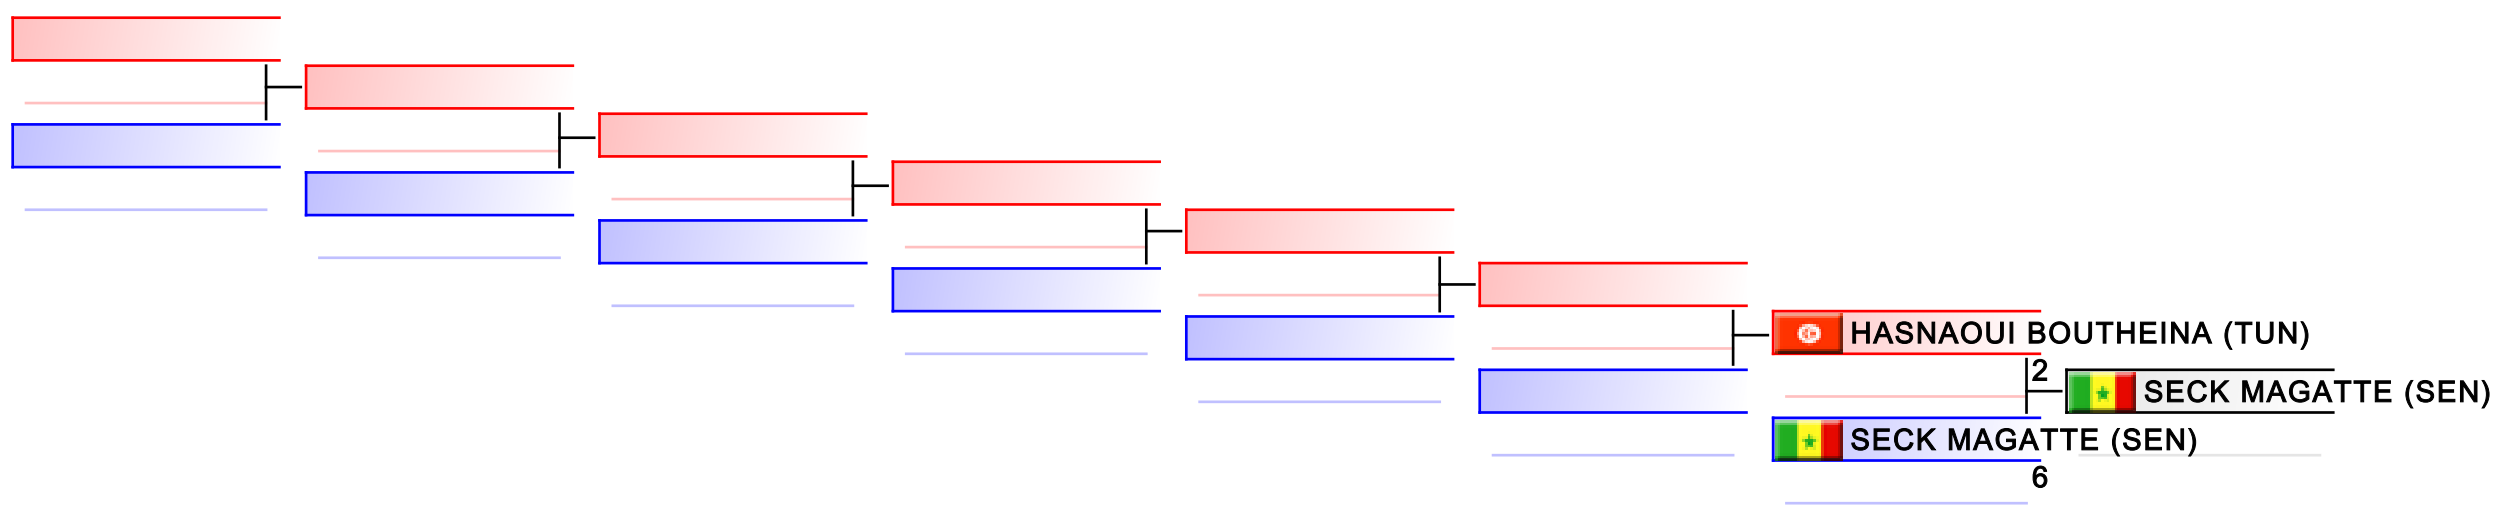 HASNAOUI BOUTHEINA (TUN)
2
SECK MAGATTE (SEN)
SECK MAGATTE (SEN)
6